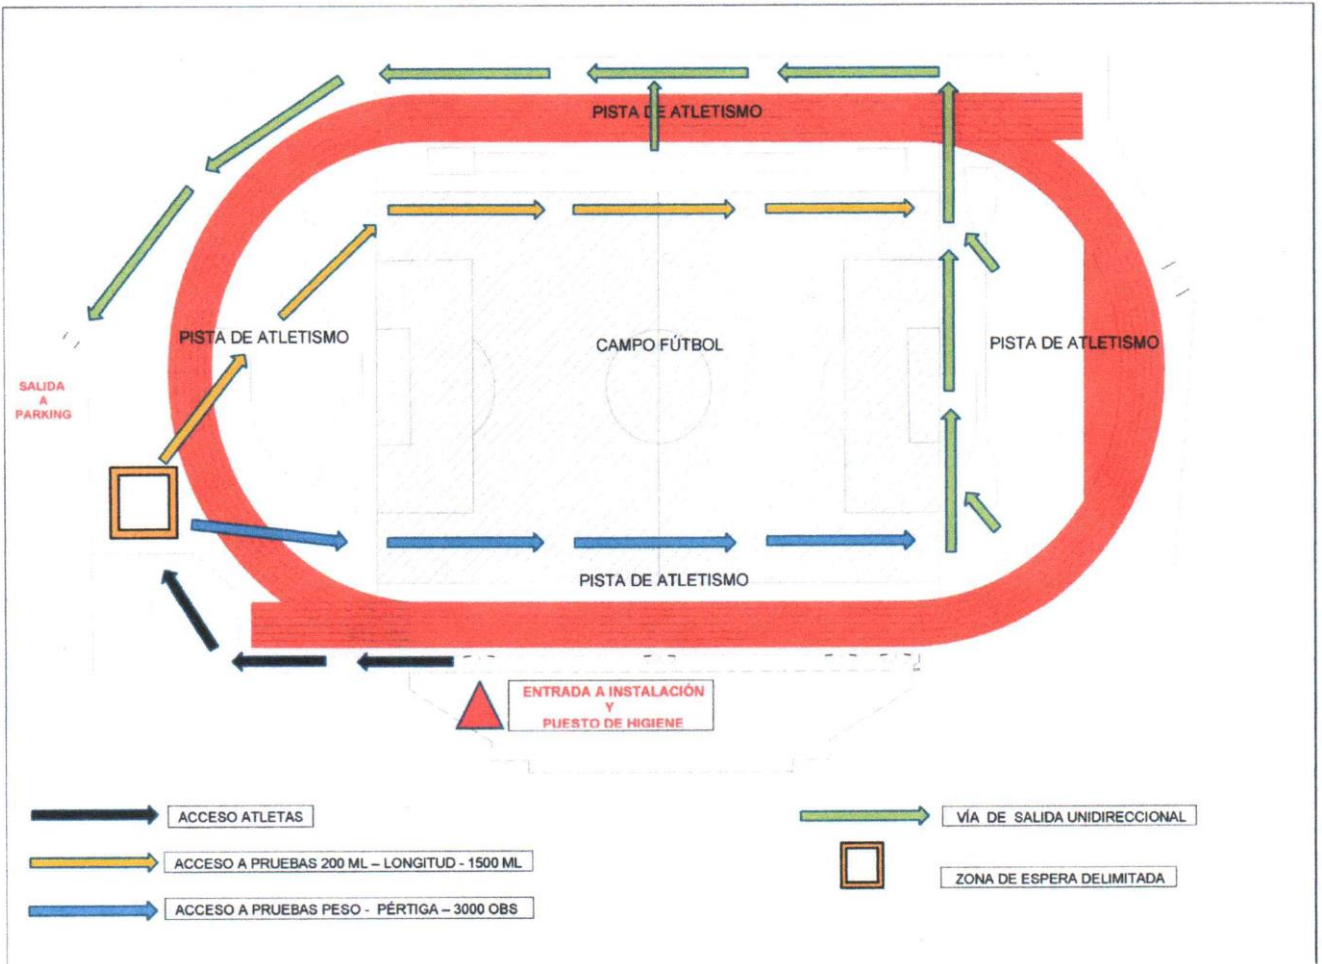 PISTA DE ATLETISMO
PISTA DE ATLETISMO
CAMPO FÚTBOL
PISTA DE ATLETISMO
SALIDA
A
PARKING
PISTA DE ATLETISMO
ENTRADA A INSTALACIÓN
Y
PUESTO DE HIGIENE
ACCESO ATLETAS
VÍA DE SALIDA UNIDIRECCIONAL
ACCESO A PRUEBAS 200 ML – LONGITUD - 1500 ML
ZONA DE ESPERA DELIMITADA
ACCESO A PRUEBAS PESO - PÉRTIGA – 3000 OBS